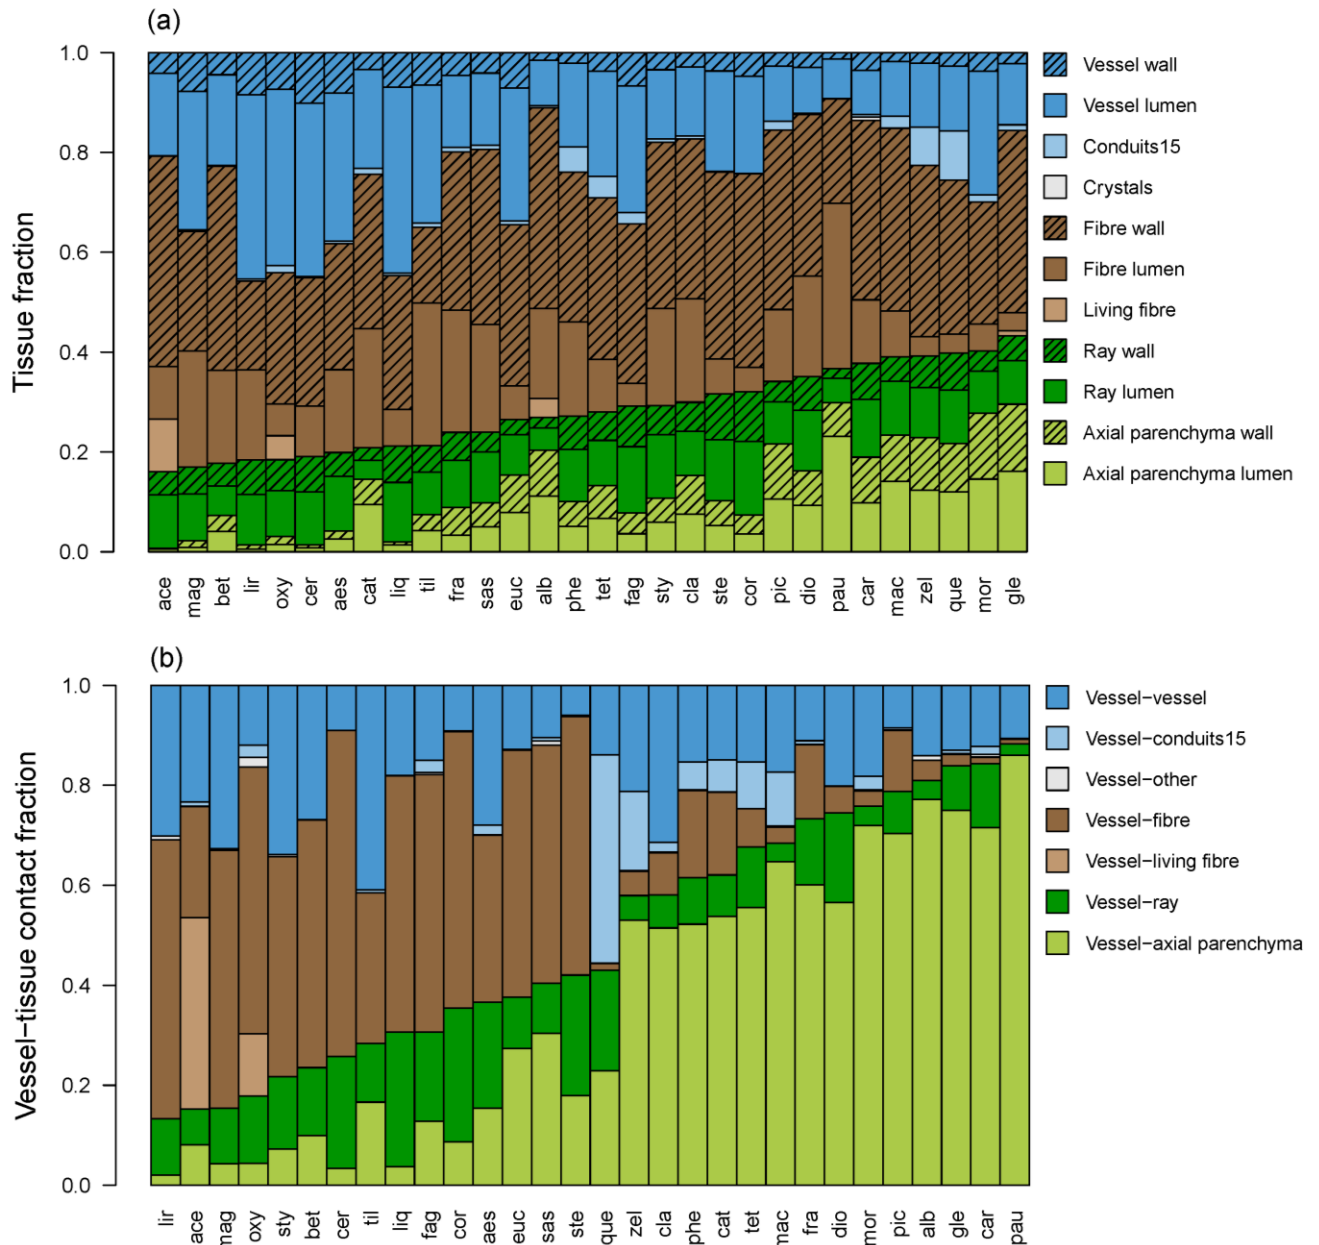 (a)
Tissue fraction
1.0
0.8
0.6
0.4
0.2
0.0
ace mag bet lir oxy cer aes cat liq til fra sas euc alb phe tet fag sty cla ste cor pic dio pau car mac zel que mor gle
Vessel wall
Vessel lumen
Conduits15
Crystals
Fibre wall
Fibre lumen
Living fibre
Ray wall
Ray lumen
Axial parenchyma wall
Axial parenchyma lumen
(b)
Vessel−tissue contact fraction
1.0
0.8
0.6
0.4
0.2
0.0
lir ace mag oxy sty bet cer til liq fag cor aes euc sas ste que zel cla phe cat tet mac fra dio mor pic alb gle car pau
Vessel−vessel
Vessel−conduits15
Vessel−other
Vessel−fibre
Vessel−living fibre
Vessel−ray
Vessel−axial parenchyma